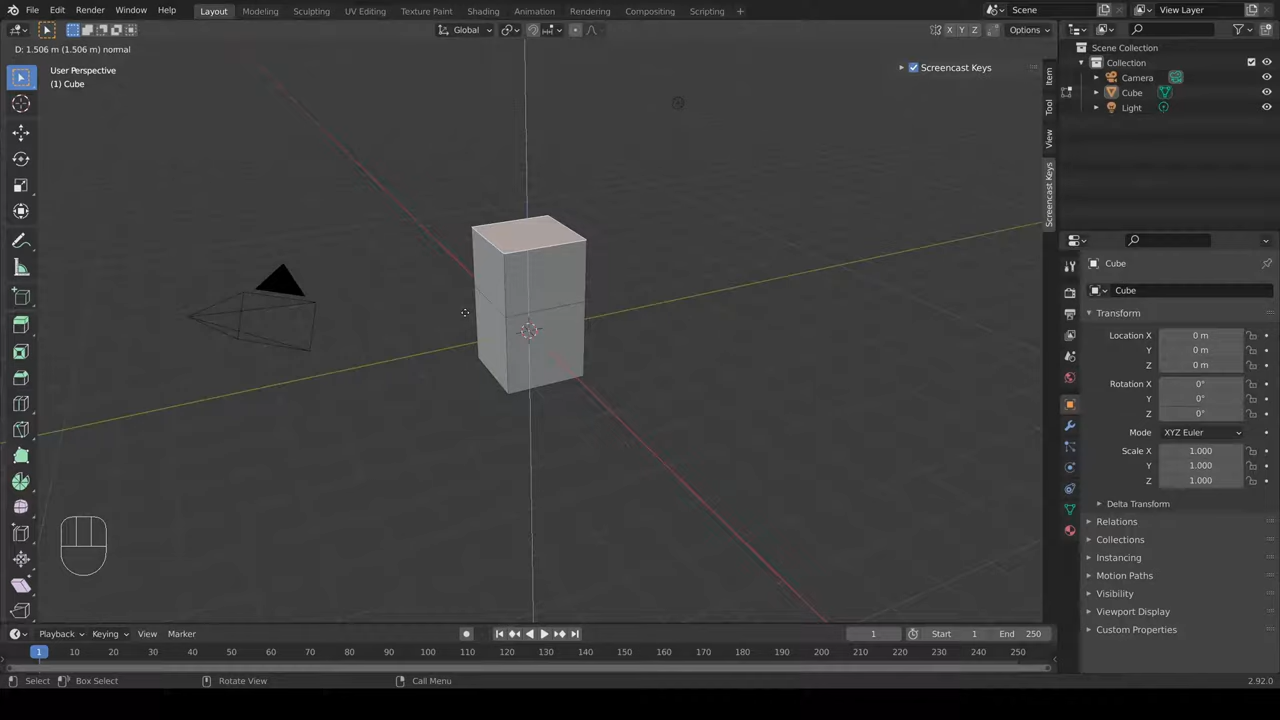 File Edit Render Window Help Layout Modeling Sculpting UV Editing Texture Paint Shading Animation Rendering Compositing Scripting + Scene View Layer
Global X Y Z Options
D: 1.506 m (1.506 m) normal
User Perspective
(1) Cube
Screencast Keys
Item
Tool
View
Screencast Keys
Scene Collection
Collection
Camera
Cube
Light
Cube
Cube
Transform
Location X 0 m
Y 0 m
Z 0 m
Rotation X 0°
Y 0°
Z 0°
Mode XYZ Euler
Scale X 1.000
Y 1.000
Z 1.000
Delta Transform
Relations
Collections
Instancing
Motion Paths
Visibility
Viewport Display
Custom Properties
Playback Keying View Marker 1 Start 1 End 250
1 10 20 30 40 50 60 70 80 90 100 110 120 130 140 150 160 170 180 190 200 210 220 230 240 250
Select Box Select Rotate View Call Menu 2.92.0